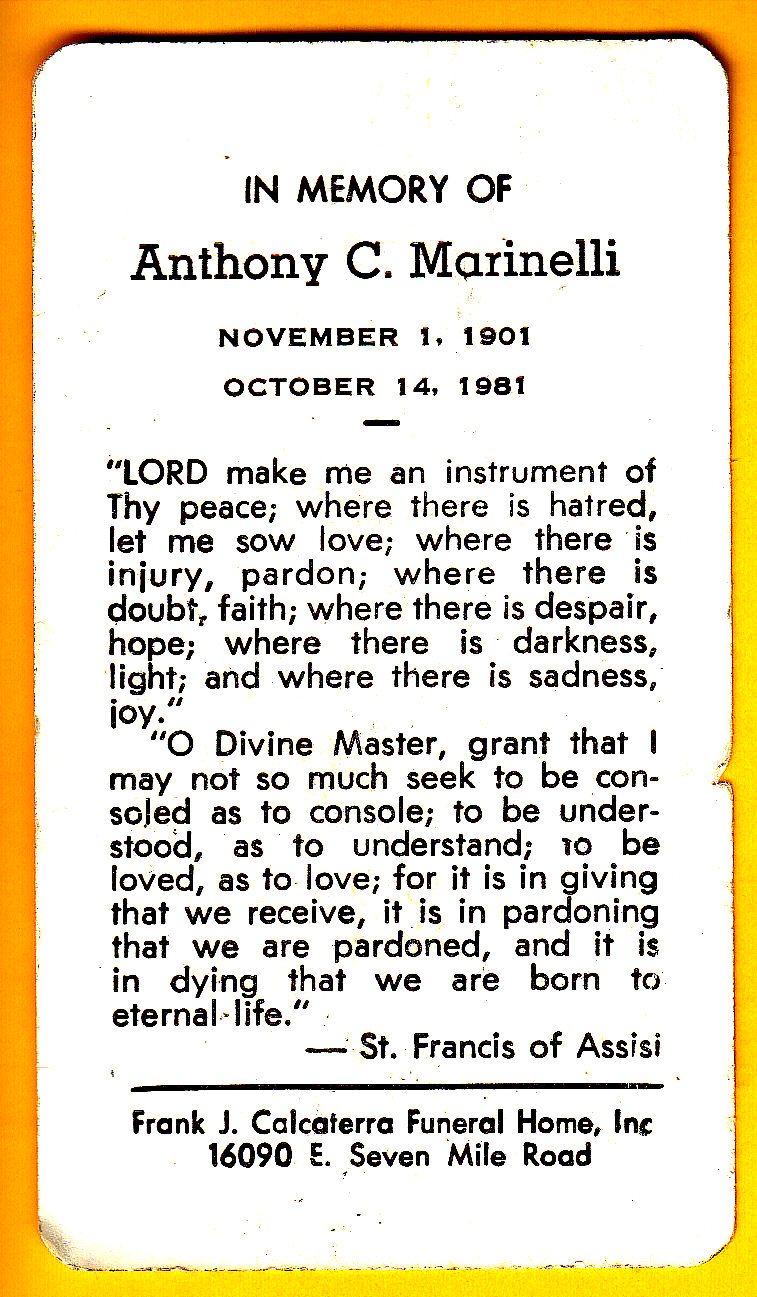 IN MEMORY OF
Anthony C. Marinelli
NOVEMBER 1, 1901
OCTOBER 14, 1981
—
"LORD make me an instrument of
Thy peace; where there is hatred,
let me sow love; where there is
injury, pardon; where there is
doubt, faith; where there is despair,
hope; where there is darkness,
light; and where there is sadness,
joy."
"O Divine Master, grant that I
may not so much seek to be con-
soled as to console; to be under-
stood, as to understand; to be
loved, as to love; for it is in giving
that we receive, it is in pardoning
that we are pardoned, and it is
in dying that we are born to
eternal life."
— St. Francis of Assisi
Frank J. Calcaterra Funeral Home, Inc
16090 E. Seven Mile Road